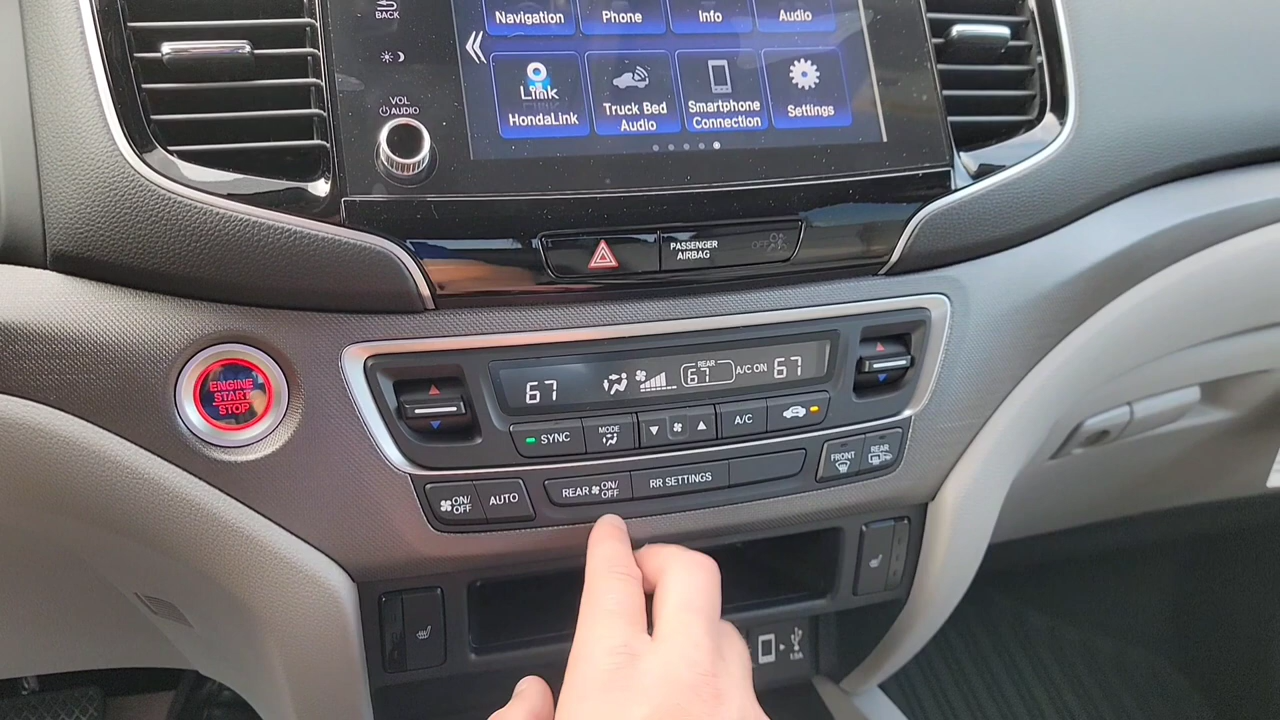 BACK
Navigation
Phone
Info
Audio
Link
HondaLink
Truck Bed
Audio
Smartphone
Connection
Settings
VOL
AUDIO
PASSENGER
AIRBAG
OFF
ENGINE
START
STOP
67
REAR
67
A/C ON
67
SYNC
MODE
A/C
ON/
OFF
AUTO
REAR ON/
OFF
RR SETTINGS
FRONT
REAR
1.5A